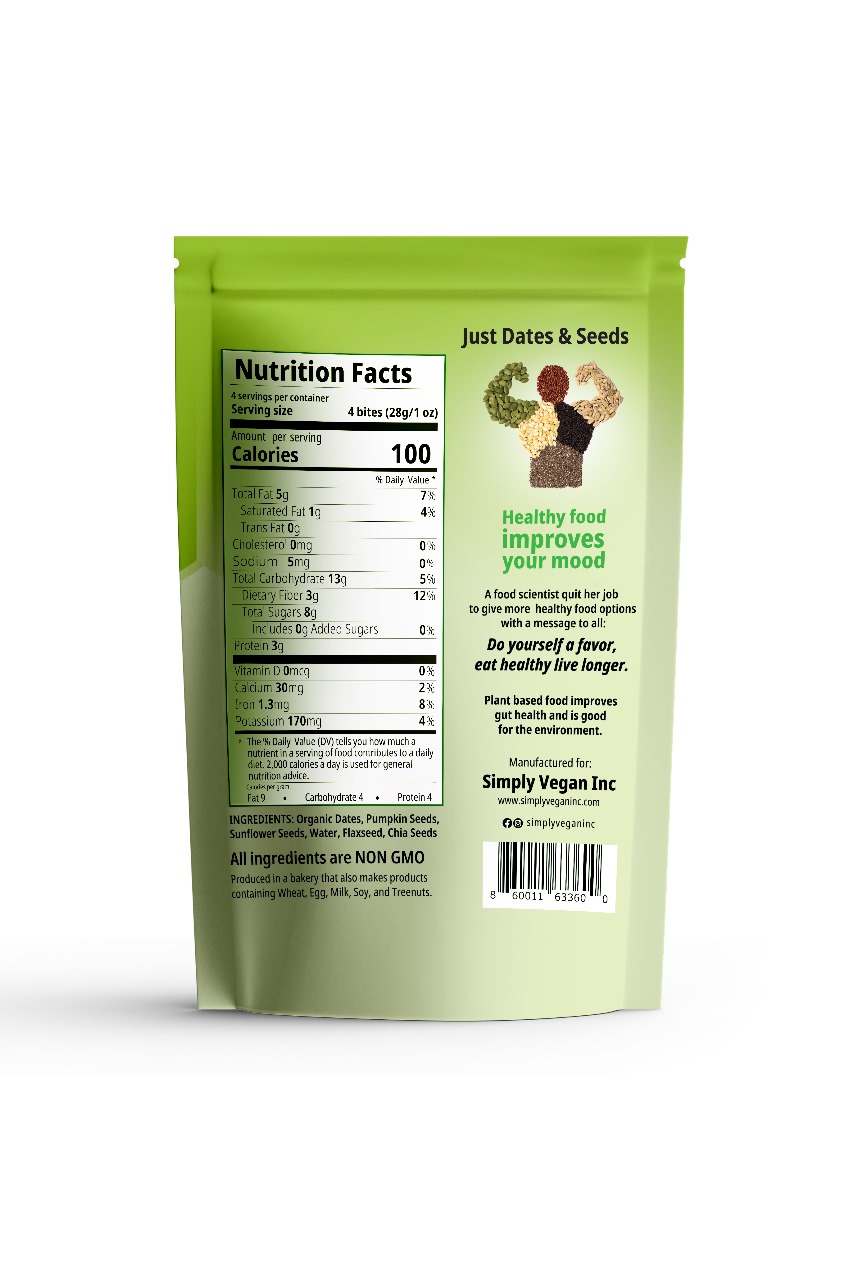 Nutrition Facts
4 servings per container
Serving size 4 bites (28g/1 oz)
Amount per serving
Calories 100
% Daily Value *
Total Fat 5g 7%
Saturated Fat 1g 4%
Trans Fat 0g
Cholesterol 0mg 0%
Sodium 5mg 0%
Total Carbohydrate 13g 5%
Dietary Fiber 3g 12%
Total Sugars 8g
Includes 0g Added Sugars 0%
Protein 3g
Vitamin D 0mcg 0%
Calcium 30mg 2%
Iron 1.3mg 8%
Potassium 170mg 4%
* The % Daily Value (DV) tells you how much a
nutrient in a serving of food contributes to a daily
diet. 2,000 calories a day is used for general
nutrition advice.
Calories per gram
Fat 9 • Carbohydrate 4 • Protein 4
INGREDIENTS: Organic Dates, Pumpkin Seeds,
Sunflower Seeds, Water, Flaxseed, Chia Seeds
All ingredients are NON GMO
Produced in a bakery that also makes products
containing Wheat, Egg, Milk, Soy, and Treenuts.
Just Dates & Seeds
Healthy food
improves
your mood
A food scientist quit her job
to give more healthy food options
with a message to all:
Do yourself a favor,
eat healthy live longer.
Plant based food improves
gut health and is good
for the environment.
Manufactured for:
Simply Vegan Inc
www.simplyveganinc.com
simplyveganinc
8 60011 63360 0